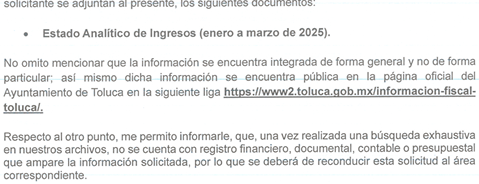 solicitante se adjuntan al presente, los siguientes documentos:
• Estado Analítico de Ingresos (enero a marzo de 2025).
No omito mencionar que la información se encuentra integrada de forma general y no de forma
particular; así mismo dicha información se encuentra pública en la página oficial del
Ayuntamiento de Toluca en la siguiente liga https://www2.toluca.gob.mx/informacion-fiscal-
toluca/.
Respecto al otro punto, me permito informarle, que, una vez realizada una búsqueda exhaustiva
en nuestros archivos, no se cuenta con registro financiero, documental, contable o presupuestal
que ampare la información solicitada, por lo que se deberá de reconducir esta solicitud al área
correspondiente.